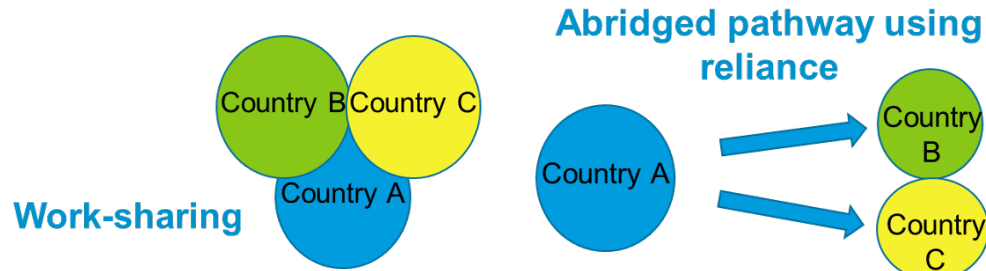 Abridged pathway using
reliance
Country B
Country C
Country A
Work-sharing
Country A
Country
B
Country
C